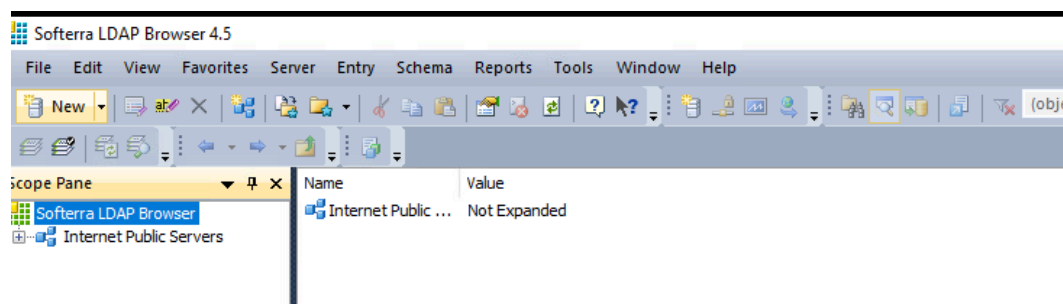 Softerra LDAP Browser 4.5
File Edit View Favorites Server Entry Schema Reports Tools Window Help
New
Scope Pane Name Value
Softerra LDAP Browser Internet Public ... Not Expanded
Internet Public Servers